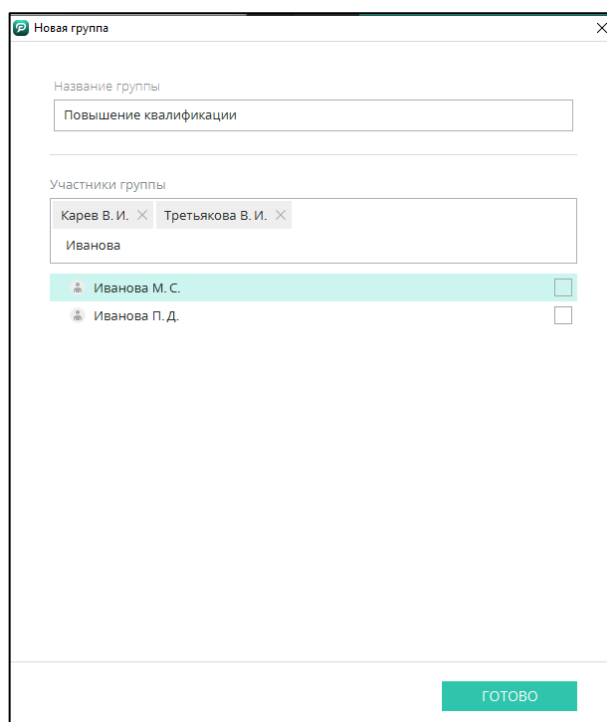 Новая группа
Название группы
Повышение квалификации
Участники группы
Карев В. И. Третьякова В. И.
Иванова
Иванова М. С.
Иванова П. Д.
ГОТОВО